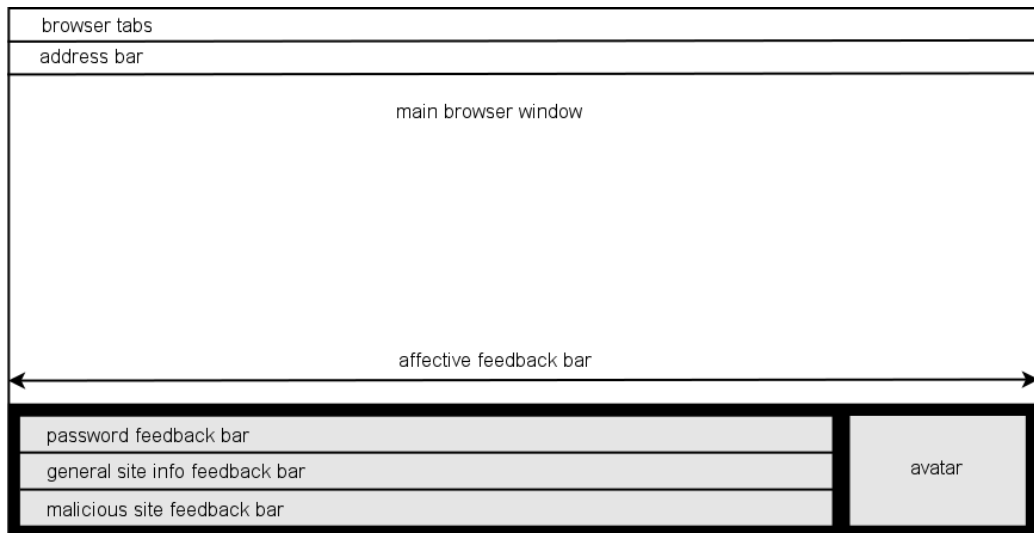 browser tabs
address bar
main browser window
affective feedback bar
password feedback bar
general site info feedback bar
malicious site feedback bar
avatar